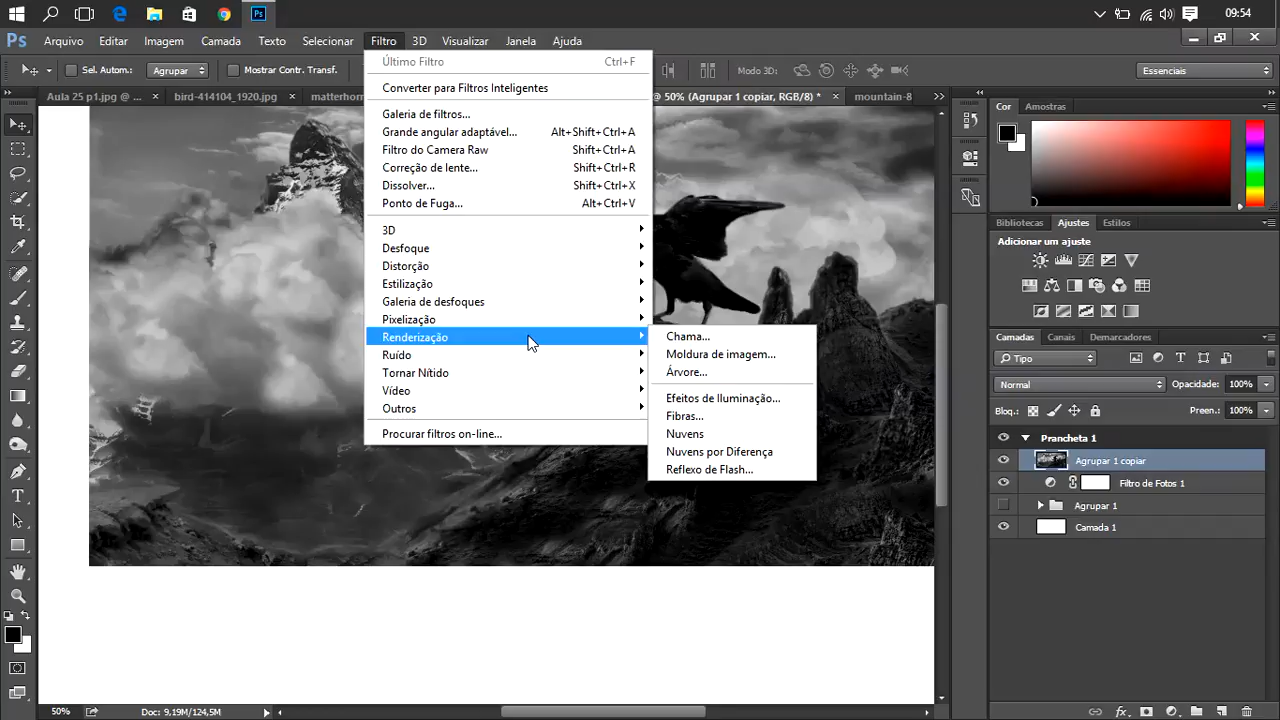 09:54
Ps Arquivo Editar Imagem Camada Texto Selecionar Filtro 3D Visualizar Janela Ajuda
Sel. Autom.: Agrupar Mostrar Contr. Transf. Modo 3D: Essenciais
Aula 25 p1.jpg @ ... × bird-414104_1920.jpg × matterhorn @ 50% (Agrupar 1 copiar, RGB/8) * × mountain-8
Último Filtro Ctrl+F
Converter para Filtros Inteligentes
Galeria de filtros...
Grande angular adaptável... Alt+Shift+Ctrl+A
Filtro do Camera Raw Shift+Ctrl+A
Correção de lente... Shift+Ctrl+R
Dissolver... Shift+Ctrl+X
Ponto de Fuga... Alt+Ctrl+V
3D
Desfoque
Distorção
Estilização
Galeria de desfoques
Pixelização
Renderização
Ruído
Tornar Nítido
Vídeo
Outros
Procurar filtros on-line...
Chama...
Moldura de imagem...
Árvore...
Efeitos de Iluminação...
Fibras...
Nuvens
Nuvens por Diferença
Reflexo de Flash...
Cor Amostras
Bibliotecas Ajustes Estilos
Adicionar um ajuste
Camadas Canais Demarcadores
Tipo
Normal Opacidade: 100%
Bloq.: Preen.: 100%
Prancheta 1
Agrupar 1 copiar
Filtro de Fotos 1
Agrupar 1
Camada 1
50% Doc: 9,19M/124,5M